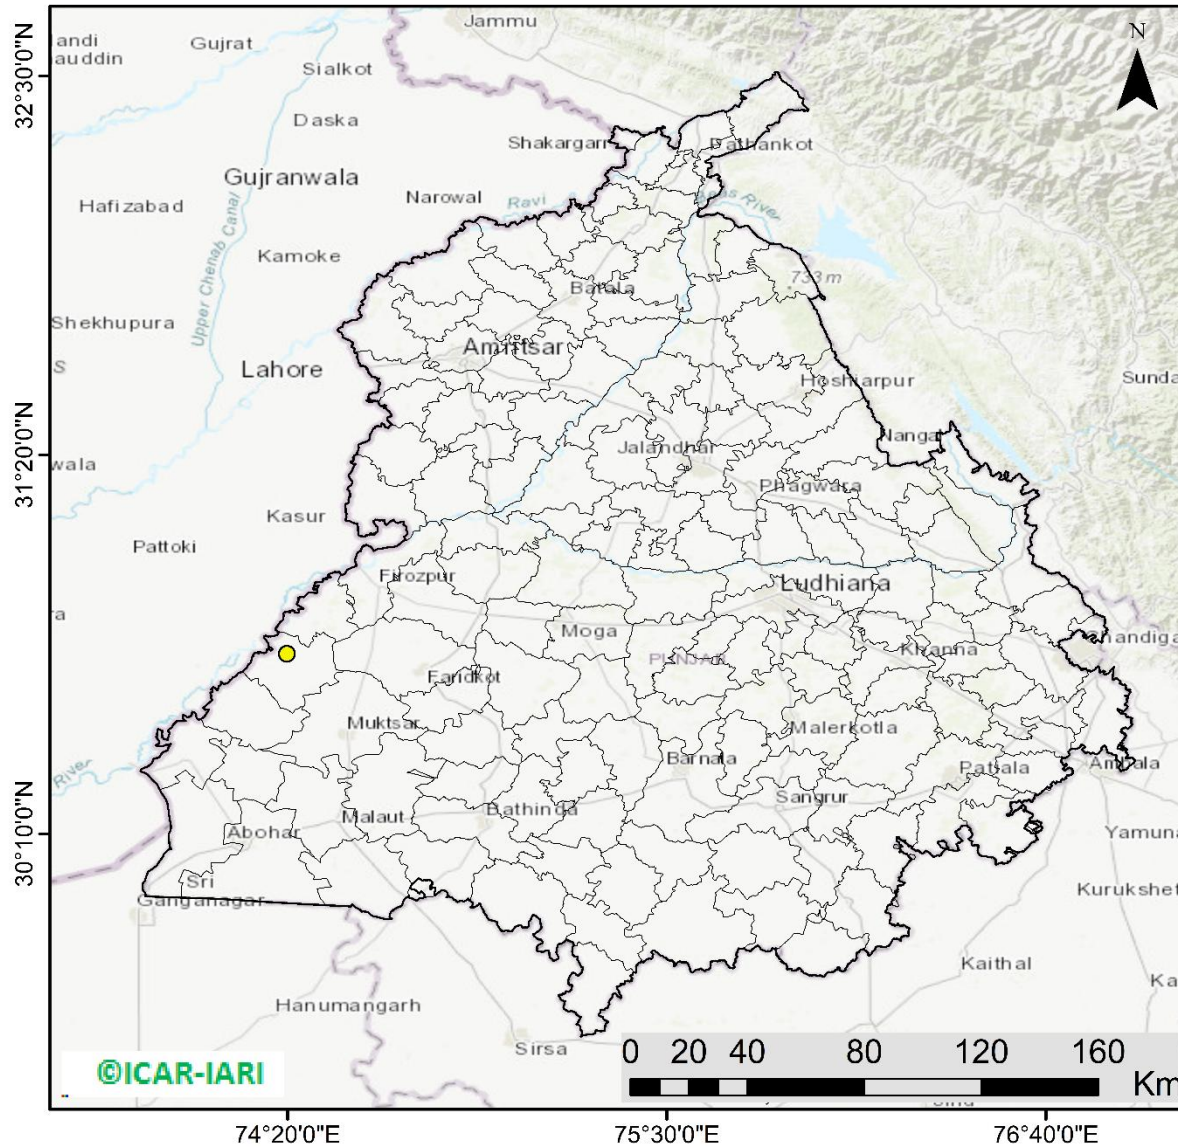 Jammu
andi
auddin
Gujrat
Sialkot
N
32°30'0"N
Daska
Shakargarh
Pathankot
Gujranwala
Narowal
Hafizabad
Ravi
Beas River
Upper Chenab Canal
Kamoke
733 m
Batala
Shekhupura
Amritsar
S
Lahore
Hoshiarpur
Sunda
31°20'0"N
wala
Jalandhar
Nangal
Phagwara
Kasur
Pattoki
Firozpur
Ludhiana
ra
Moga
Chandiga
PUNJAB
Khanna
Faridkot
Muktsar
Malerkotla
Barnala
River
Patiala
Ambala
Sangrur
30°10'0"N
Bathinda
Malaut
Abohar
Yamuna
Sri
Ganganagar
Kurukshet
Kaithal
Ka
Hanumangarh
Sirsa
©ICAR-IARI
0 20 40 80 120 160
Km
74°20'0"E 75°30'0"E 76°40'0"E